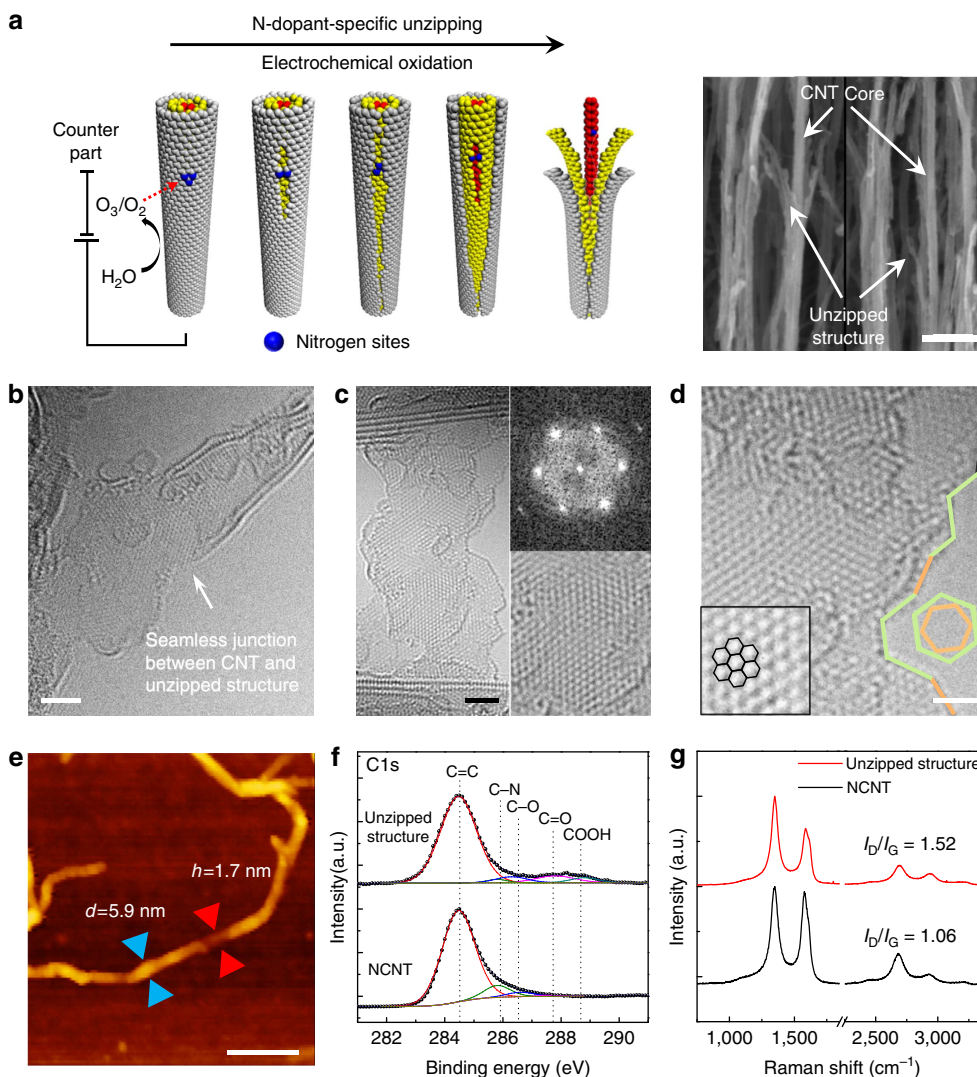 a
N-dopant-specific unzipping
Electrochemical oxidation
Counter
part
O3/O2
H2O
Nitrogen sites
CNT Core
Unzipped
structure
b
Seamless junction
between CNT and
unzipped structure
c
d
e
h=1.7 nm
d=5.9 nm
f
C1s
C=C
C–N
C–O
C=O
COOH
Unzipped
structure
NCNT
Intensity(a.u.)
282 284 286 288 290
Binding energy (eV)
g
Unzipped structure
NCNT
ID/IG = 1.52
ID/IG = 1.06
Intensity (a.u.)
1,000 1,500 2,500 3,000
Raman shift (cm−1)